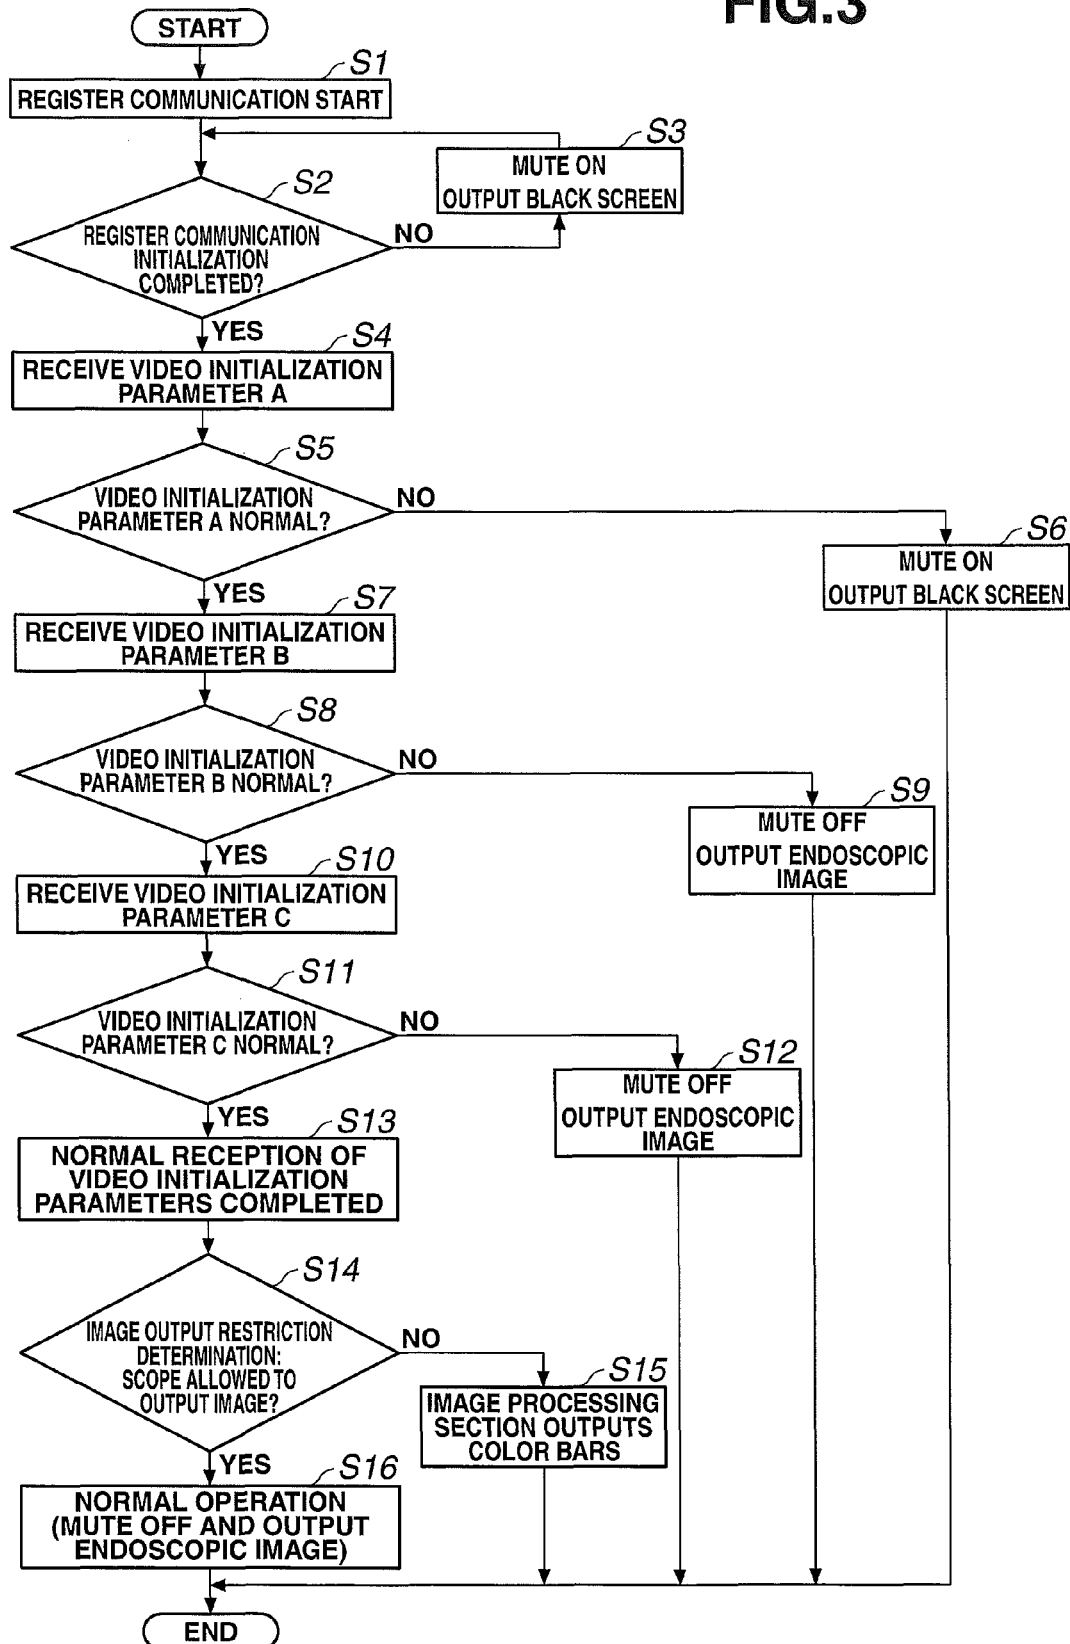 FIG.3
START
S1
REGISTER COMMUNICATION START
S3
MUTE ON
OUTPUT BLACK SCREEN
S2
REGISTER COMMUNICATION
INITIALIZATION
COMPLETED?
NO
YES
S4
RECEIVE VIDEO INITIALIZATION
PARAMETER A
S5
VIDEO INITIALIZATION
PARAMETER A NORMAL?
NO
S6
MUTE ON
OUTPUT BLACK SCREEN
YES
S7
RECEIVE VIDEO INITIALIZATION
PARAMETER B
S8
VIDEO INITIALIZATION
PARAMETER B NORMAL?
NO
S9
MUTE OFF
OUTPUT ENDOSCOPIC
IMAGE
YES
S10
RECEIVE VIDEO INITIALIZATION
PARAMETER C
S11
VIDEO INITIALIZATION
PARAMETER C NORMAL?
NO
S12
MUTE OFF
OUTPUT ENDOSCOPIC
IMAGE
YES
S13
NORMAL RECEPTION OF
VIDEO INITIALIZATION
PARAMETERS COMPLETED
S14
IMAGE OUTPUT RESTRICTION
DETERMINATION:
SCOPE ALLOWED TO
OUTPUT IMAGE?
NO
S15
IMAGE PROCESSING
SECTION OUTPUTS
COLOR BARS
YES
S16
NORMAL OPERATION
(MUTE OFF AND OUTPUT
ENDOSCOPIC IMAGE)
END